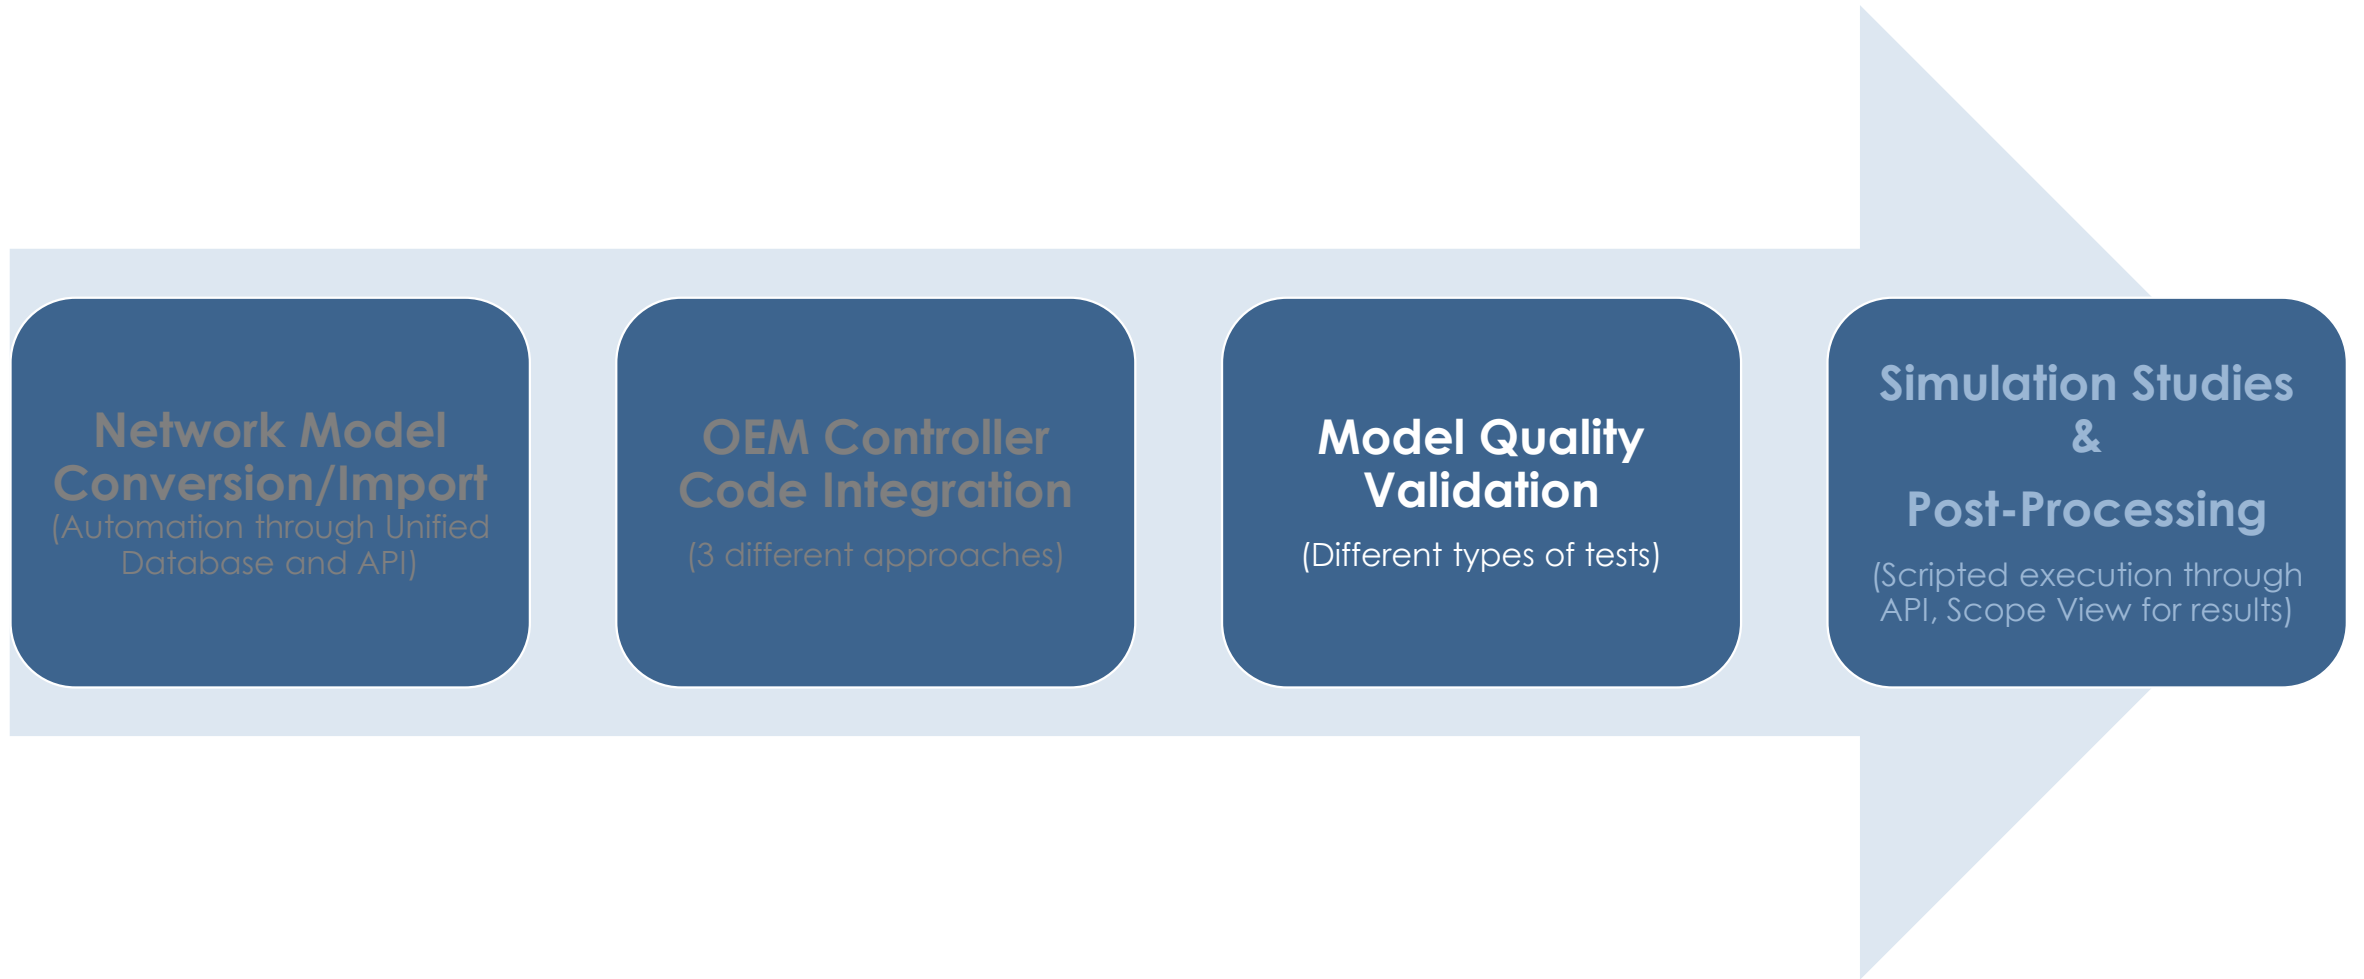 Network Model
Conversion/Import
(Automation through Unified
Database and API)
OEM Controller
Code Integration
(3 different approaches)
Model Quality
Validation
(Different types of tests)
Simulation Studies
&
Post-Processing
(Scripted execution through
API, Scope View for results)